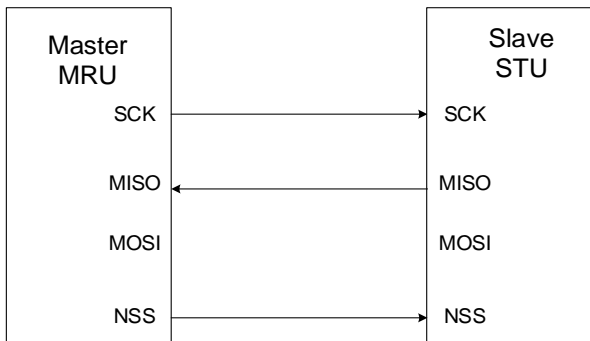 Master
MRU
SCK
MISO
MOSI
NSS
Slave
STU
SCK
MISO
MOSI
NSS